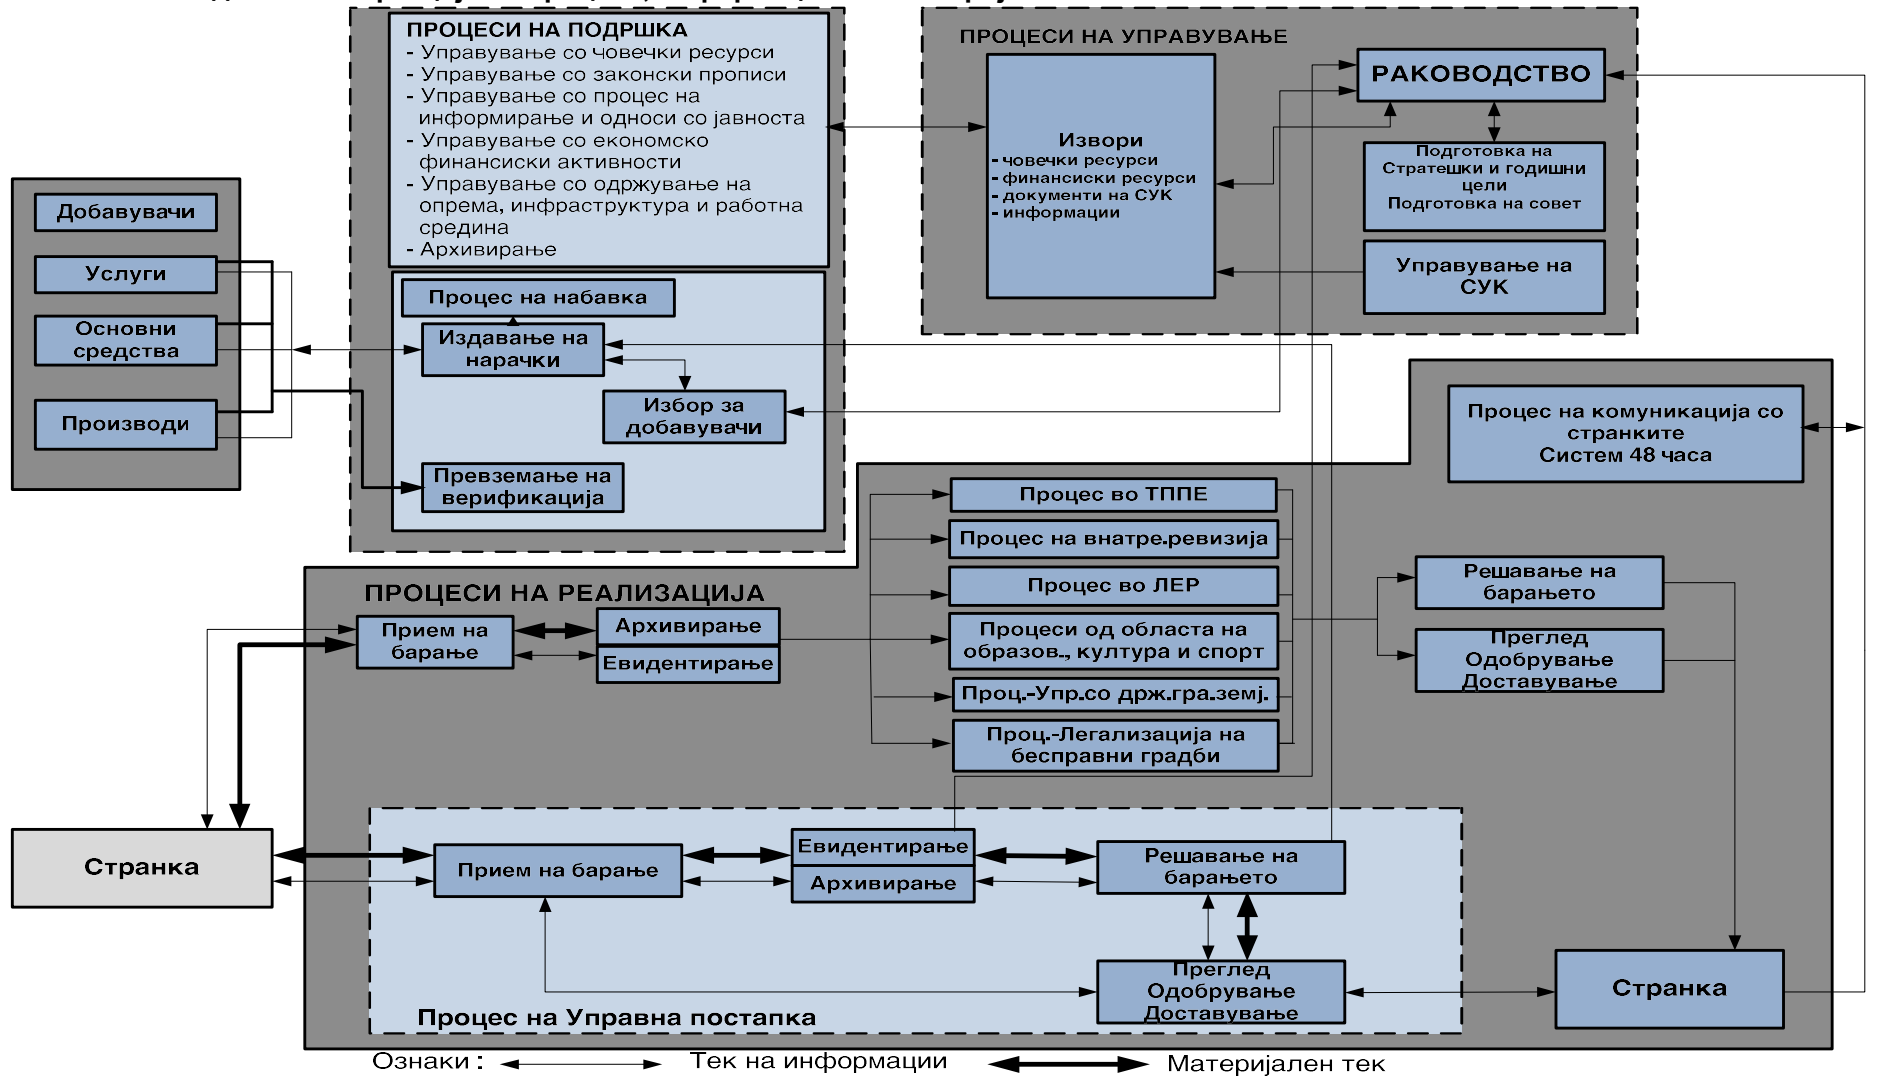 ПРОЦЕСИ НА ПОДРШКА
- Управување со човечки ресурси
- Управување со законски прописи
- Управување со процес на
информирање и односи со јавноста
- Управување со економско
финансиски активности
- Управување со одржување на
опрема, инфраструктура и работна
средина
- Архивирање
ПРОЦЕСИ НА УПРАВУВАЊЕ
Извори
- човечки ресурси
- финансиски ресурси
- документи на СУК
- информации
РАКОВОДСТВО
Подготовка на
Стратешки и годишни
цели
Подготовка на совет
Управување на
СУК
Добавувачи
Услуги
Основни
средства
Производи
Процес на набавка
Издавање на
нарачки
Избор за
добавувачи
Превземање на
верификација
Процес на комуникација со
странките
Систем 48 часа
ПРОЦЕСИ НА РЕАЛИЗАЦИЈА
Прием на
барање
Архивирање
Евидентирање
Процес во ТППЕ
Процес на внатре.ревизија
Процес во ЛЕР
Процеси од областа на
образов., култура и спорт
Проц.-Упр.со држ.гра.земј.
Проц.-Легализација на
бесправни градби
Решавање на
барањето
Преглед
Одобрување
Доставување
Странка
Прием на барање
Евидентирање
Архивирање
Решавање на
барањето
Преглед
Одобрување
Доставување
Странка
Процес на Управна постапка
Ознаки :
Тек на информации
Материјален тек